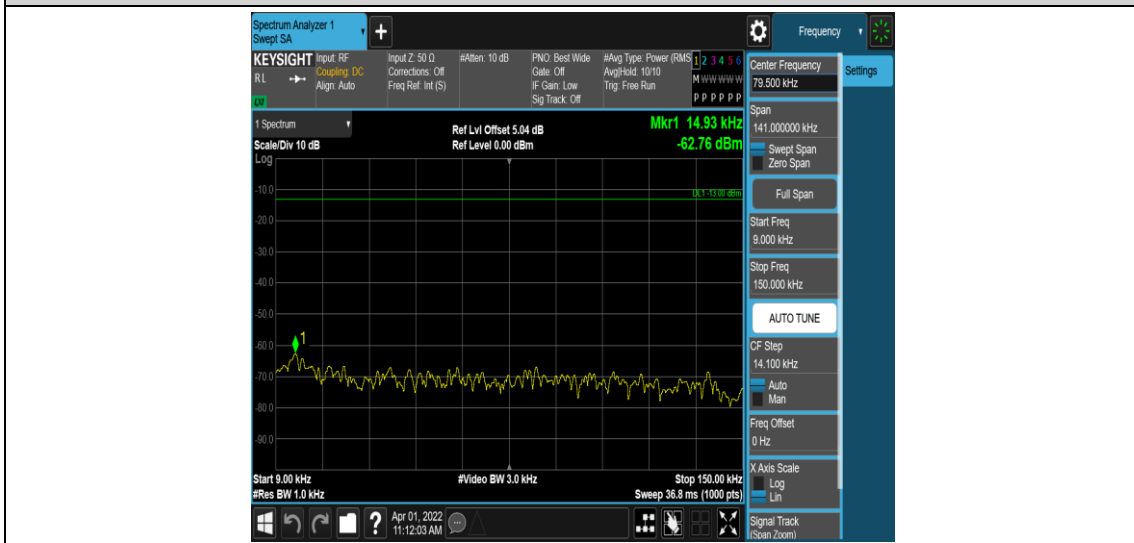 Spectrum Analyzer 1
Swept SA
+
Frequency
KEYSIGHT
RL
LXI
Input: RF
Coupling: DC
Align: Auto
Input Z: 50 Ω
Corrections: Off
Freq Ref: Int (S)
#Atten: 10 dB
PNO: Best Wide
Gate: Off
IF Gain: Low
Sig Track: Off
#Avg Type: Power (RMS
Avg|Hold: 10/10
Trig: Free Run
1 2 3 4 5 6
M W W W W W
P P P P P P
1 Spectrum
Scale/Div 10 dB
Log
Ref Lvl Offset 5.04 dB
Ref Level 0.00 dBm
Mkr1 14.93 kHz
-62.76 dBm
DL1 -13.00 dBm
-10.0
-20.0
-30.0
-40.0
-50.0
-60.0
-70.0
-80.0
-90.0
1
Start 9.00 kHz
#Res BW 1.0 kHz
#Video BW 3.0 kHz
Stop 150.00 kHz
Sweep 36.8 ms (1000 pts)
Center Frequency
79.500 kHz
Settings
Span
141.000000 kHz
Swept Span
Zero Span
Full Span
Start Freq
9.000 kHz
Stop Freq
150.000 kHz
AUTO TUNE
CF Step
14.100 kHz
Auto
Man
Freq Offset
0 Hz
X Axis Scale
Log
Lin
Signal Track
(Span Zoom)
?
Apr 01, 2022
11:12:03 AM